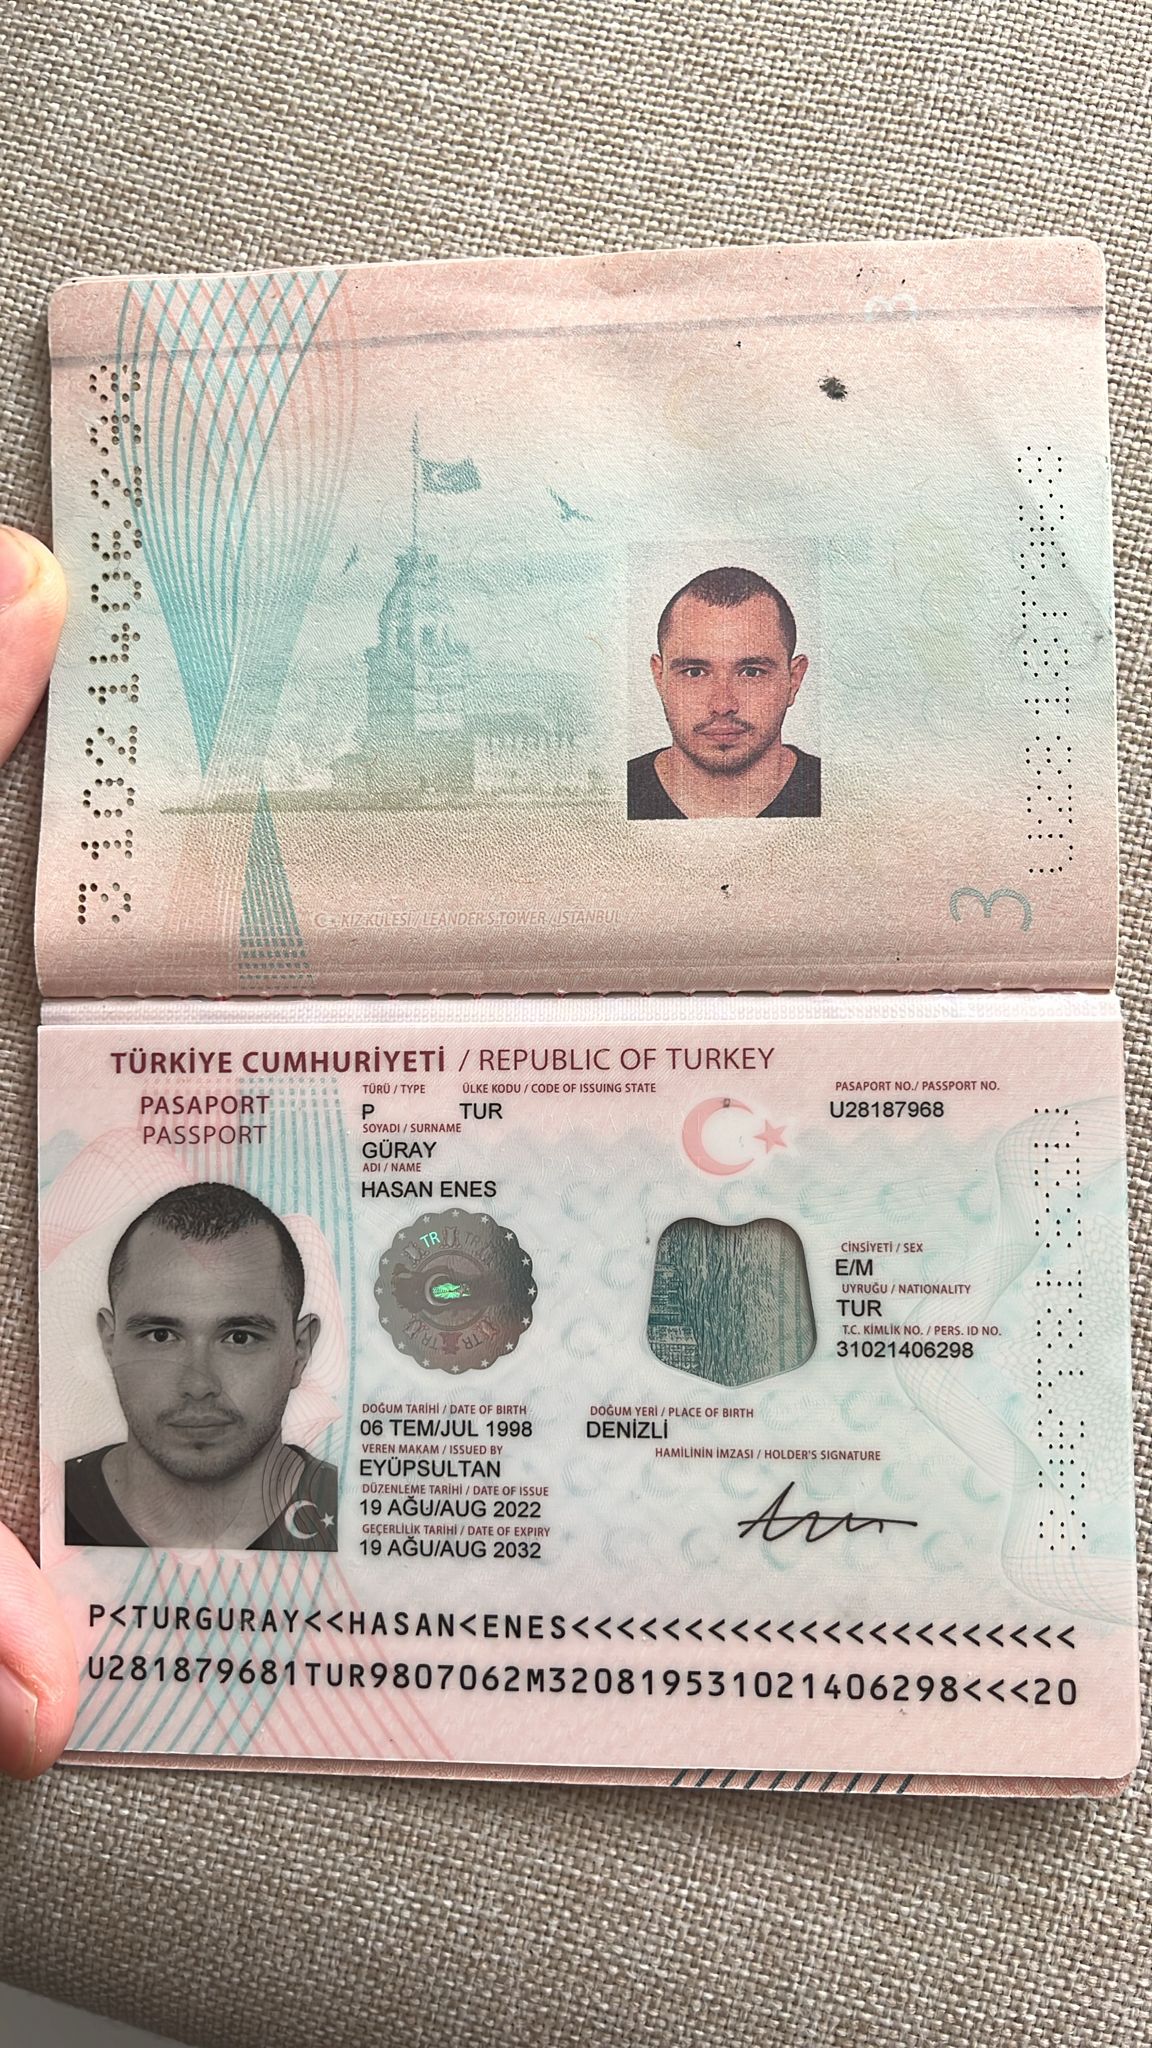 31021406298
3
KIZ KULESİ / LEANDER'S TOWER / İSTANBUL
TÜRKİYE CUMHURİYETİ / REPUBLIC OF TURKEY
PASAPORT
PASSPORT
TÜRÜ / TYPE ÜLKE KODU / CODE OF ISSUING STATE PASAPORT NO./ PASSPORT NO.
P TUR U28187968
SOYADI / SURNAME
GÜRAY
ADI / NAME
HASAN ENES
TR
CİNSİYETİ / SEX
E/M
UYRUĞU / NATIONALITY
TUR
T.C. KİMLİK NO. / PERS. ID NO.
31021406298
DOĞUM TARİHİ / DATE OF BIRTH DOĞUM YERİ / PLACE OF BIRTH
06 TEM/JUL 1998 DENİZLİ
VEREN MAKAM / ISSUED BY HAMİLİNİN İMZASI / HOLDER'S SIGNATURE
EYÜPSULTAN
DÜZENLEME TARİHİ / DATE OF ISSUE
19 AĞU/AUG 2022
GEÇERLİLİK TARİHİ / DATE OF EXPIRY
19 AĞU/AUG 2032
P<TURGURAY<<HASAN<ENES<<<<<<<<<<<<<<<<<<<<<<
U281879681TUR9807062M320819531021406298<<<20